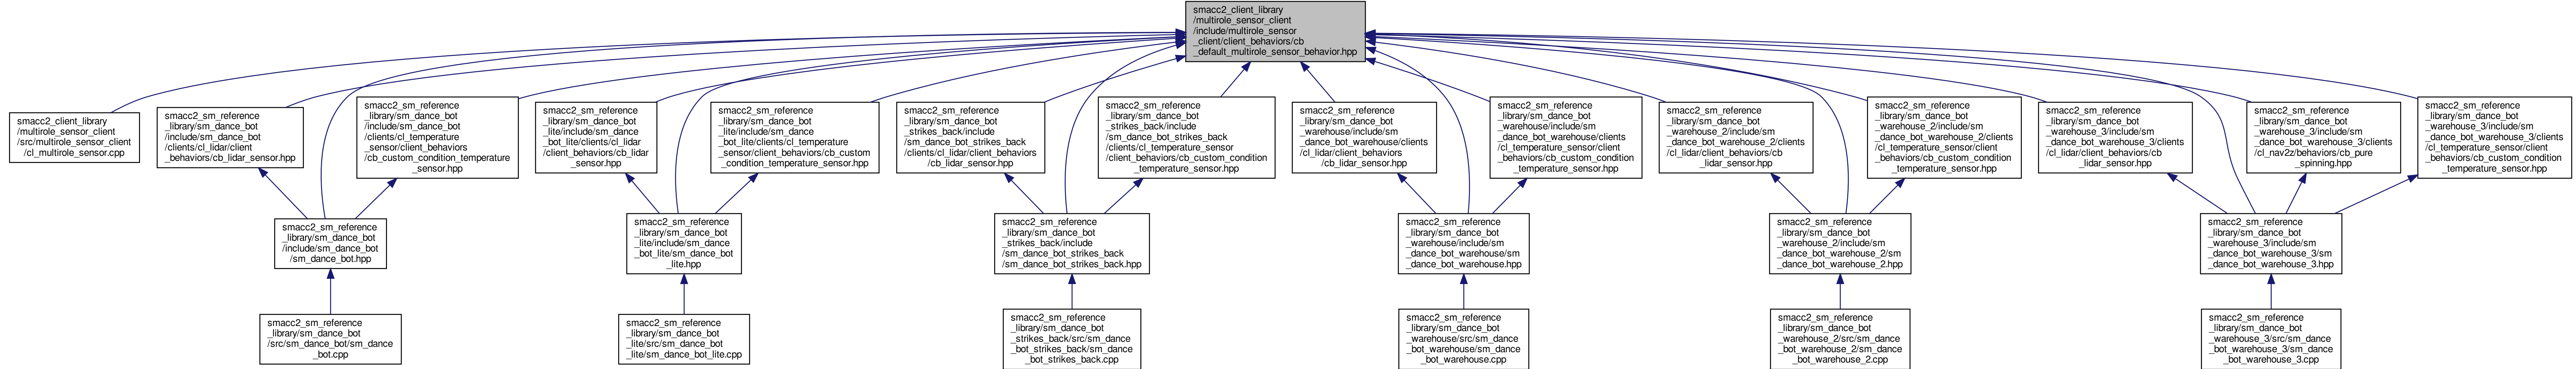 smacc2_client_library
/multirole_sensor_client
/include/multirole_sensor
_client/client_behaviors/cb
_default_multirole_sensor_behavior.hpp
smacc2_client_library
/multirole_sensor_client
/src/multirole_sensor_client
/cl_multirole_sensor.cpp
smacc2_sm_reference
_library/sm_dance_bot
/include/sm_dance_bot
/clients/cl_lidar/client
_behaviors/cb_lidar_sensor.hpp
smacc2_sm_reference
_library/sm_dance_bot
/include/sm_dance_bot
/clients/cl_temperature
_sensor/client_behaviors
/cb_custom_condition_temperature
_sensor.hpp
smacc2_sm_reference
_library/sm_dance_bot
_lite/include/sm_dance
_bot_lite/clients/cl_lidar
/client_behaviors/cb_lidar
_sensor.hpp
smacc2_sm_reference
_library/sm_dance_bot
_lite/include/sm_dance
_bot_lite/clients/cl_temperature
_sensor/client_behaviors/cb_custom
_condition_temperature_sensor.hpp
smacc2_sm_reference
_library/sm_dance_bot
_strikes_back/include
/sm_dance_bot_strikes_back
/clients/cl_lidar/client_behaviors
/cb_lidar_sensor.hpp
smacc2_sm_reference
_library/sm_dance_bot
_strikes_back/include
/sm_dance_bot_strikes_back
/clients/cl_temperature_sensor
/client_behaviors/cb_custom_condition
_temperature_sensor.hpp
smacc2_sm_reference
_library/sm_dance_bot
_warehouse/include/sm
_dance_bot_warehouse/clients
/cl_lidar/client_behaviors
/cb_lidar_sensor.hpp
smacc2_sm_reference
_library/sm_dance_bot
_warehouse/include/sm
_dance_bot_warehouse/clients
/cl_temperature_sensor/client
_behaviors/cb_custom_condition
_temperature_sensor.hpp
smacc2_sm_reference
_library/sm_dance_bot
_warehouse_2/include/sm
_dance_bot_warehouse_2/clients
/cl_lidar/client_behaviors/cb
_lidar_sensor.hpp
smacc2_sm_reference
_library/sm_dance_bot
_warehouse_2/include/sm
_dance_bot_warehouse_2/clients
/cl_temperature_sensor/client
_behaviors/cb_custom_condition
_temperature_sensor.hpp
smacc2_sm_reference
_library/sm_dance_bot
_warehouse_3/include/sm
_dance_bot_warehouse_3/clients
/cl_lidar/client_behaviors/cb
_lidar_sensor.hpp
smacc2_sm_reference
_library/sm_dance_bot
_warehouse_3/include/sm
_dance_bot_warehouse_3/clients
/cl_nav2z/behaviors/cb_pure
_spinning.hpp
smacc2_sm_reference
_library/sm_dance_bot
_warehouse_3/include/sm
_dance_bot_warehouse_3/clients
/cl_temperature_sensor/client
_behaviors/cb_custom_condition
_temperature_sensor.hpp
smacc2_sm_reference
_library/sm_dance_bot
/include/sm_dance_bot
/sm_dance_bot.hpp
smacc2_sm_reference
_library/sm_dance_bot
_lite/include/sm_dance
_bot_lite/sm_dance_bot
_lite.hpp
smacc2_sm_reference
_library/sm_dance_bot
_strikes_back/include
/sm_dance_bot_strikes_back
/sm_dance_bot_strikes_back.hpp
smacc2_sm_reference
_library/sm_dance_bot
_warehouse/include/sm
_dance_bot_warehouse/sm
_dance_bot_warehouse.hpp
smacc2_sm_reference
_library/sm_dance_bot
_warehouse_2/include/sm
_dance_bot_warehouse_2/sm
_dance_bot_warehouse_2.hpp
smacc2_sm_reference
_library/sm_dance_bot
_warehouse_3/include/sm
_dance_bot_warehouse_3/sm
_dance_bot_warehouse_3.hpp
smacc2_sm_reference
_library/sm_dance_bot
/src/sm_dance_bot/sm_dance
_bot.cpp
smacc2_sm_reference
_library/sm_dance_bot
_lite/src/sm_dance_bot
_lite/sm_dance_bot_lite.cpp
smacc2_sm_reference
_library/sm_dance_bot
_strikes_back/src/sm_dance
_bot_strikes_back/sm_dance
_bot_strikes_back.cpp
smacc2_sm_reference
_library/sm_dance_bot
_warehouse/src/sm_dance
_bot_warehouse/sm_dance
_bot_warehouse.cpp
smacc2_sm_reference
_library/sm_dance_bot
_warehouse_2/src/sm_dance
_bot_warehouse_2/sm_dance
_bot_warehouse_2.cpp
smacc2_sm_reference
_library/sm_dance_bot
_warehouse_3/src/sm_dance
_bot_warehouse_3/sm_dance
_bot_warehouse_3.cpp